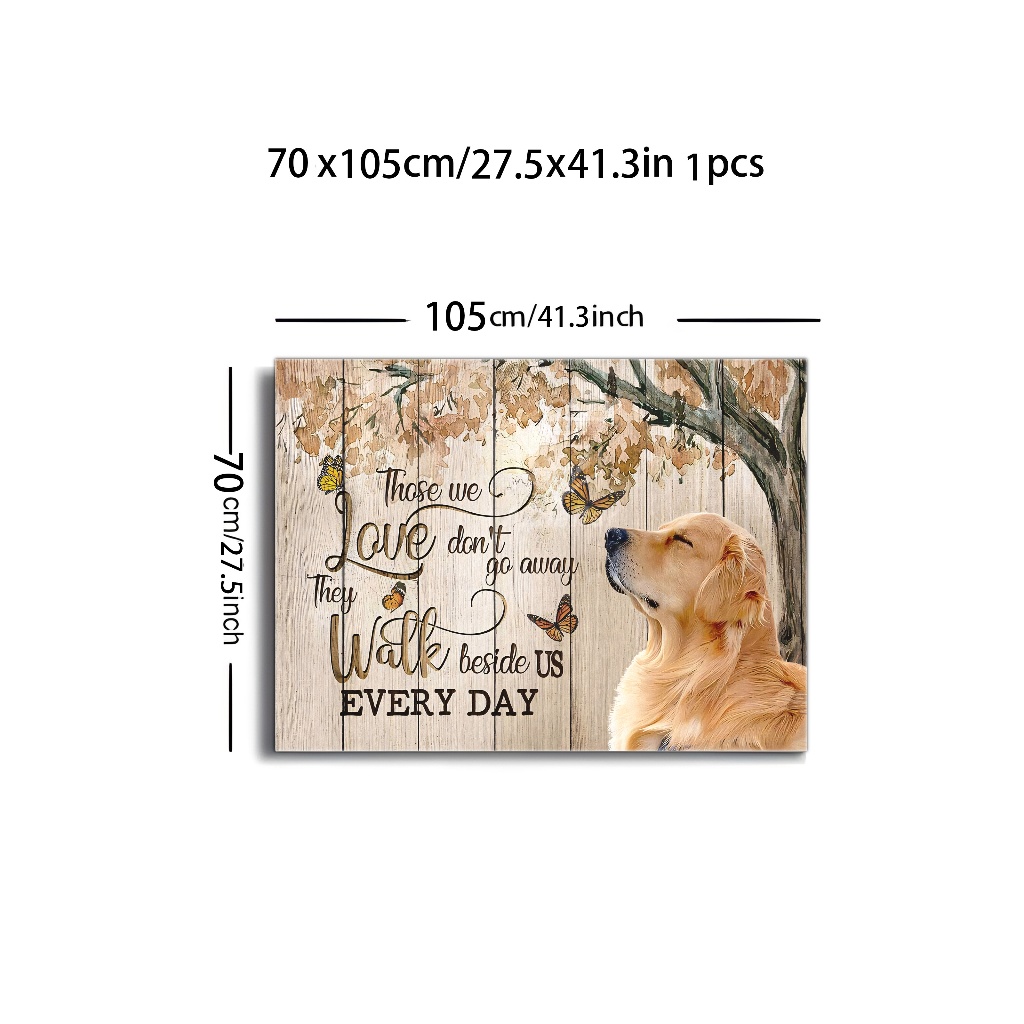 70 x105cm/27.5x41.3in 1pcs
105cm/41.3inch
70cm/27.5inch
Those we
Love don't
go away
They
Walk beside US
EVERY DAY